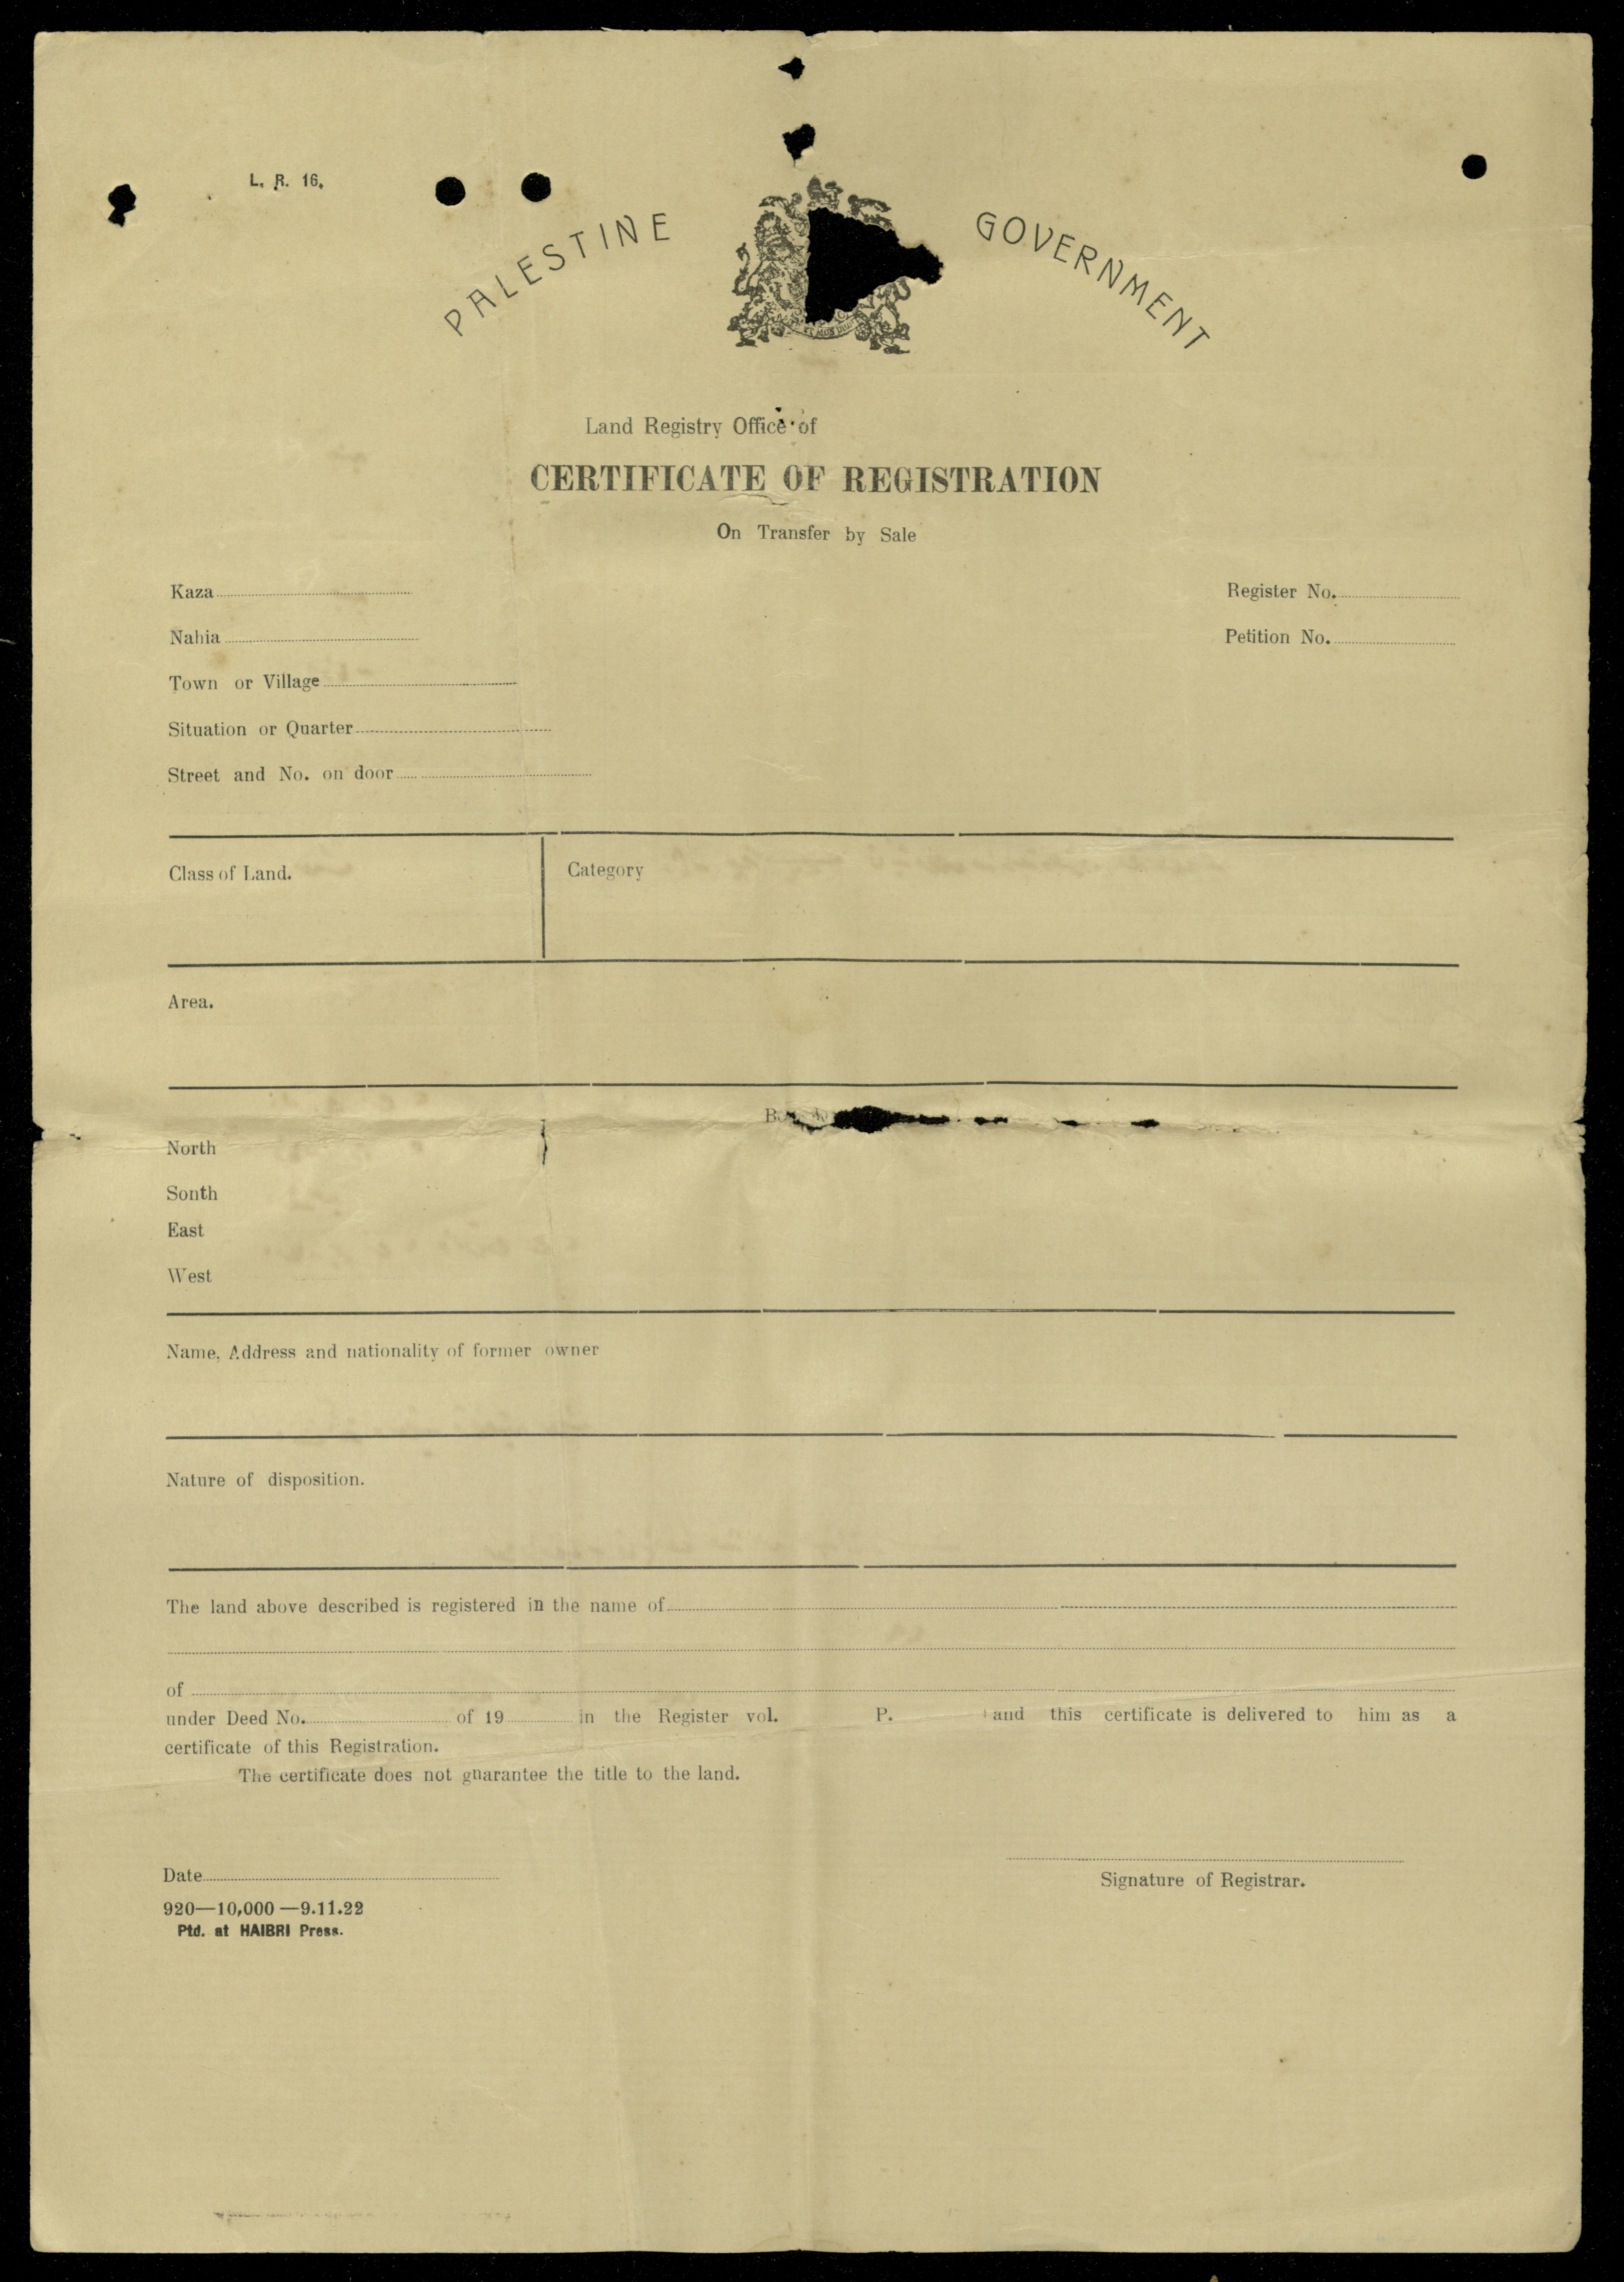 L. R. 16.
PALESTINE GOVERNMENT
Land Registry Office of
CERTIFICATE OF REGISTRATION
On Transfer by Sale
Kaza
Register No.
Nahia
Petition No.
Town or Village
Situation or Quarter
Street and No. on door
Class of Land.
Category
Area.
North
Sonth
East
West
Name, Address and nationality of former owner
Nature of disposition.
The land above described is registered in the name of
of
under Deed No. of 19 in the Register vol. P. and this certificate is delivered to him as a
certificate of this Registration.
The certificate does not gnarantee the title to the land.
Date
Signature of Registrar.
920—10,000—9.11.22
Ptd. at HAIBRI Press.